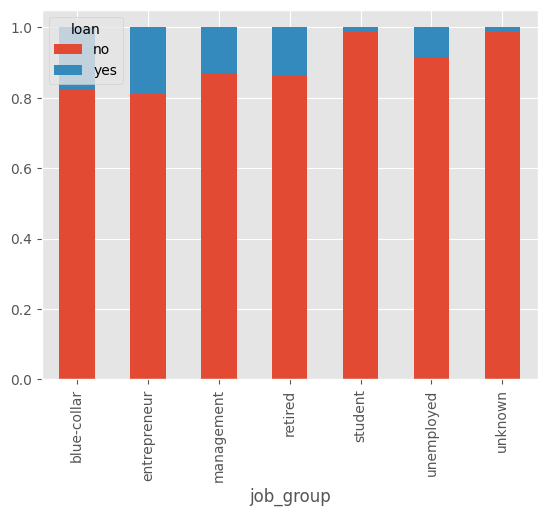 loan
no
yes
1.0
0.8
0.6
0.4
0.2
0.0
blue-collar
entrepreneur
management
retired
student
unemployed
unknown
job_group